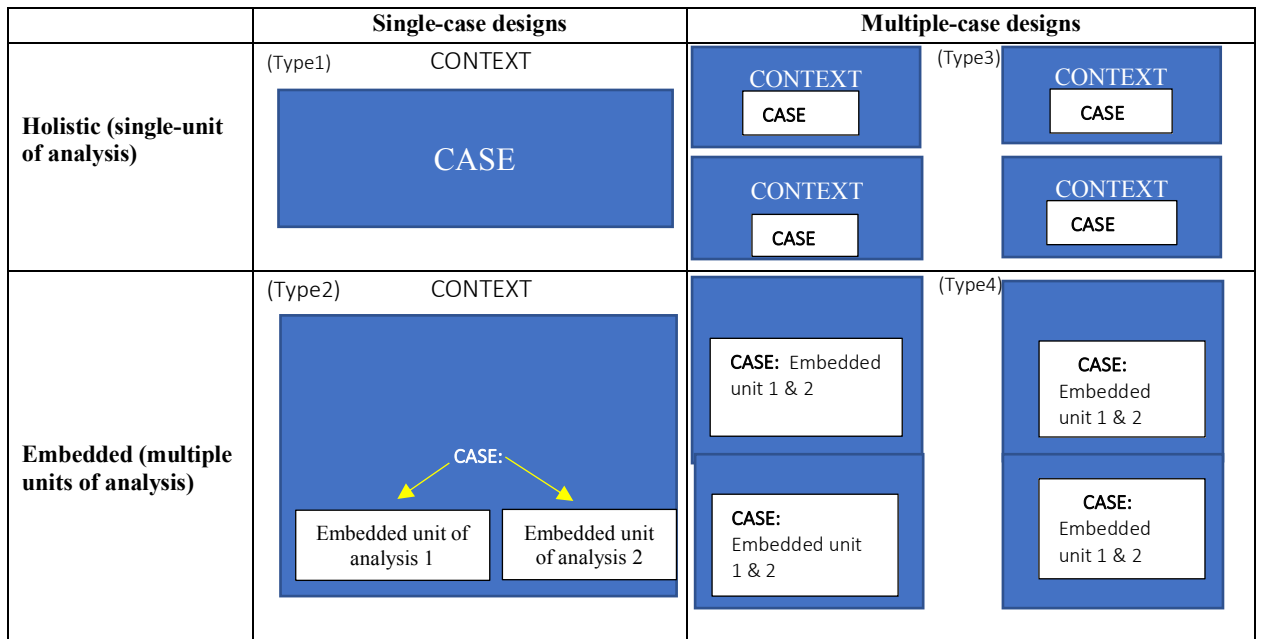 Single-case designs
Multiple-case designs
Holistic (single-unit
of analysis)
(Type1)
CONTEXT
CASE
(Type3)
CONTEXT
CASE
CONTEXT
CASE
CONTEXT
CASE
CONTEXT
CASE
Embedded (multiple
units of analysis)
(Type2)
CONTEXT
CASE:
Embedded unit of
analysis 1
Embedded unit
of analysis 2
(Type4)
CASE: Embedded
unit 1 & 2
CASE:
Embedded
unit 1 & 2
CASE:
Embedded unit
1 & 2
CASE:
Embedded
unit 1 & 2